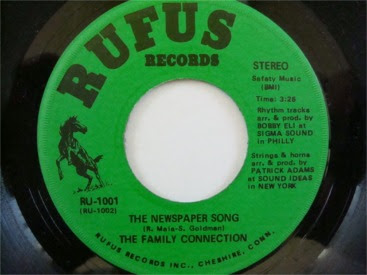 RUFUS
RECORDS
STEREO
Safety Music
(BMI)
Time: 3:26
Rhythm tracks
arr. & prod. by
BOBBY ELI at
SIGMA SOUND
in PHILLY
Strings & horns
arr. & prod. by
PATRICK ADAMS
at SOUND IDEAS
in NEW YORK
RU-1001
(RU-1002)
THE NEWSPAPER SONG
(R. Mala-S. Goldman)
THE FAMILY CONNECTION
RUFUS RECORDS INC., CHESHIRE, CONN.